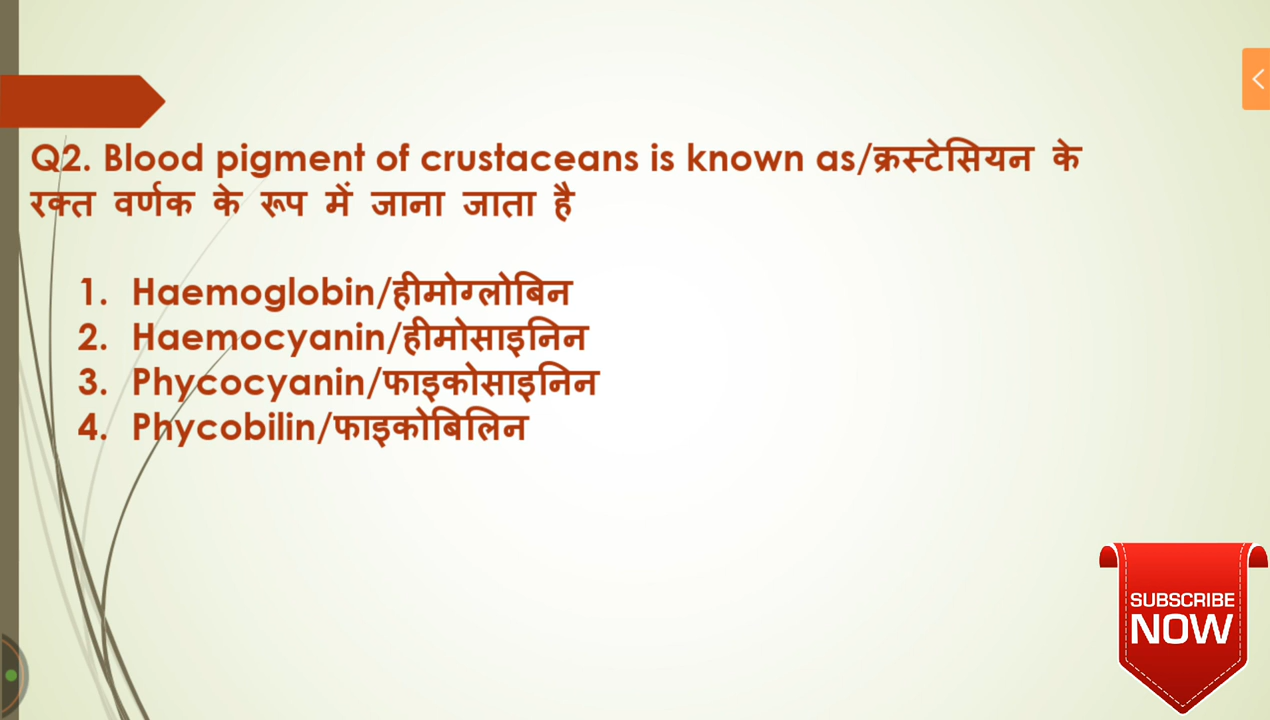 Q2. Blood pigment of crustaceans is known as/क्रस्टेसियन के
रक्त वर्णक के रूप में जाना जाता है
1. Haemoglobin/हीमोग्लोबिन
2. Haemocyanin/हीमोसाइनिन
3. Phycocyanin/फाइकोसाइनिन
4. Phycobilin/फाइकोबिलिन
SUBSCRIBE
NOW